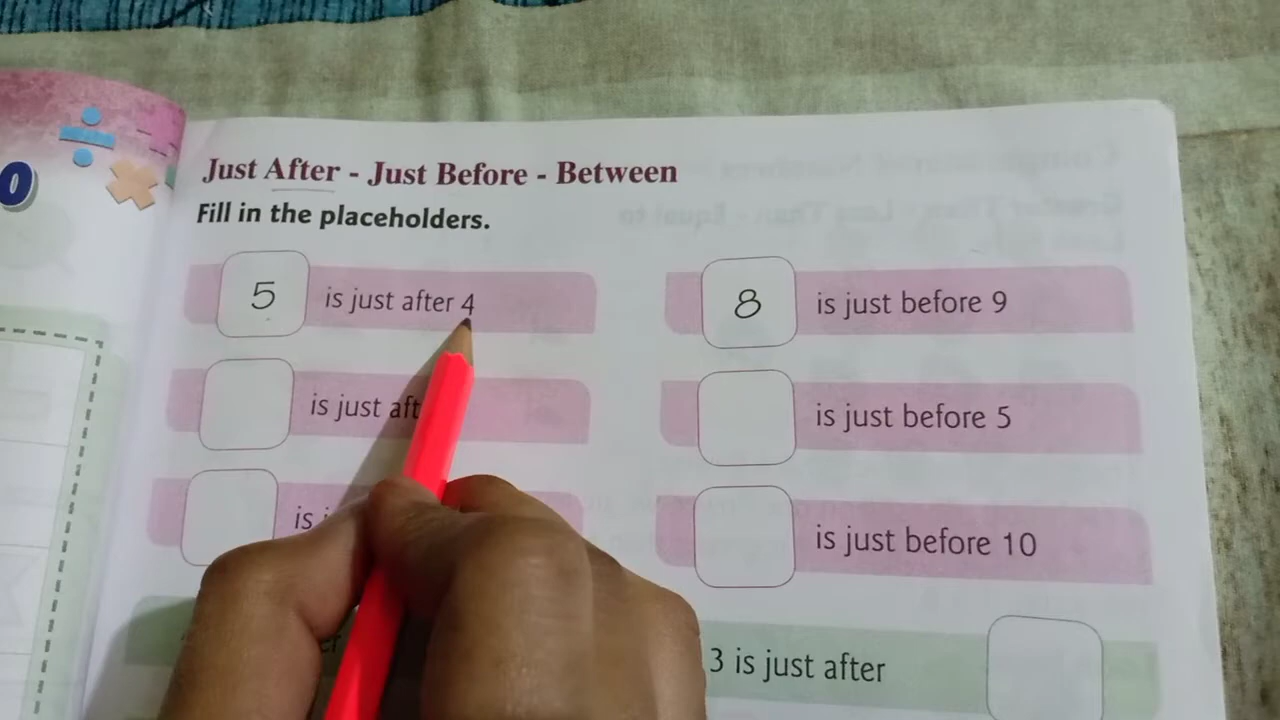 0
Just After - Just Before - Between
Fill in the placeholders.
5 is just after 4
8 is just before 9
is just
is just before 5
is
is just before 10
3 is just after